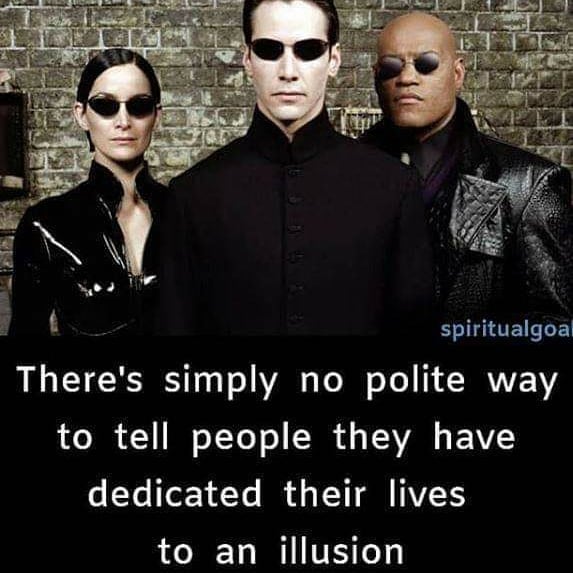 spiritualgoal
There's simply no polite way
to tell people they have
dedicated their lives
to an illusion